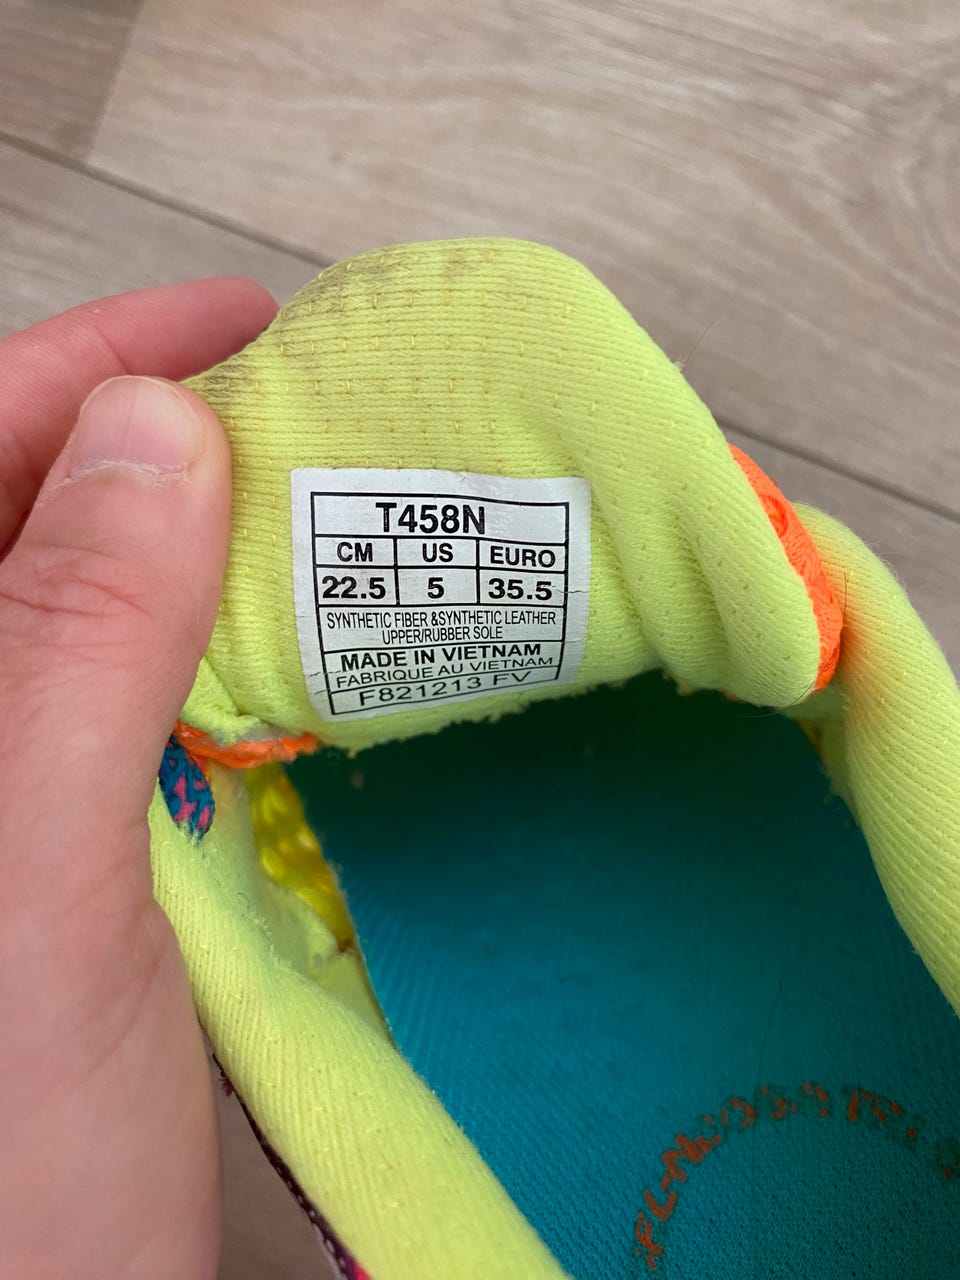 T458N
CM US EURO
22.5 5 35.5
SYNTHETIC FIBER &SYNTHETIC LEATHER
UPPER/RUBBER SOLE
MADE IN VIETNAM
FABRIQUE AU VIETNAM
F821213 FV